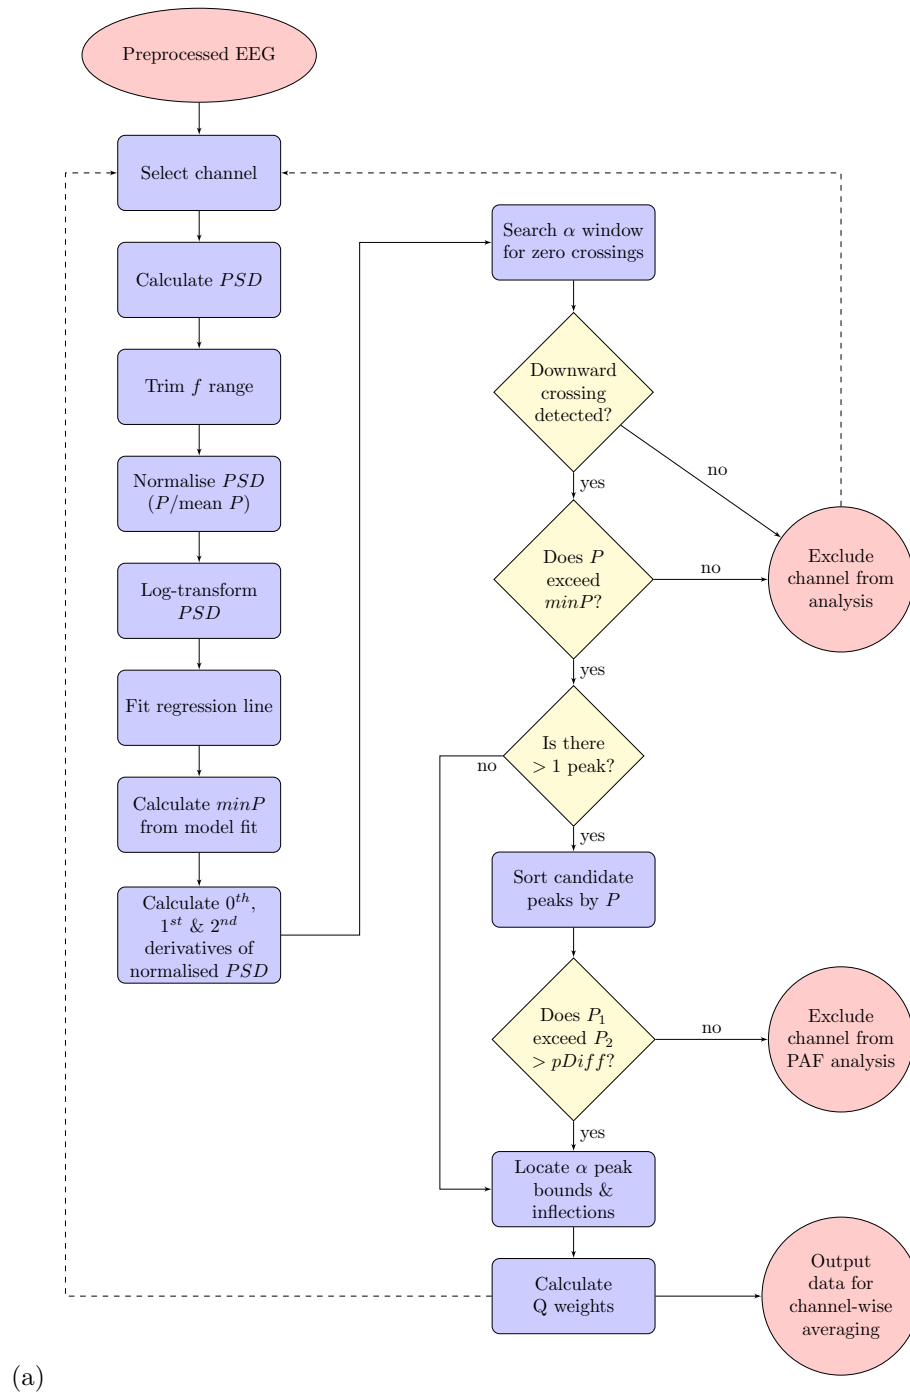 Preprocessed EEG
Select channel
Calculate PSD
Trim f range
Normalise PSD
(P/mean P)
Log-transform
PSD
Fit regression line
Calculate minP
from model fit
Calculate 0th,
1st & 2nd
derivatives of
normalised PSD
Search α window
for zero crossings
Downward
crossing
detected?
no
yes
Does P
exceed
minP?
no
Exclude
channel from
analysis
yes
Is there
> 1 peak?
no
yes
Sort candidate
peaks by P
Does P1
exceed P2
> pDiff?
no
Exclude
channel from
PAF analysis
yes
Locate α peak
bounds &
inflections
Calculate
Q weights
Output
data for
channel-wise
averaging
(a)